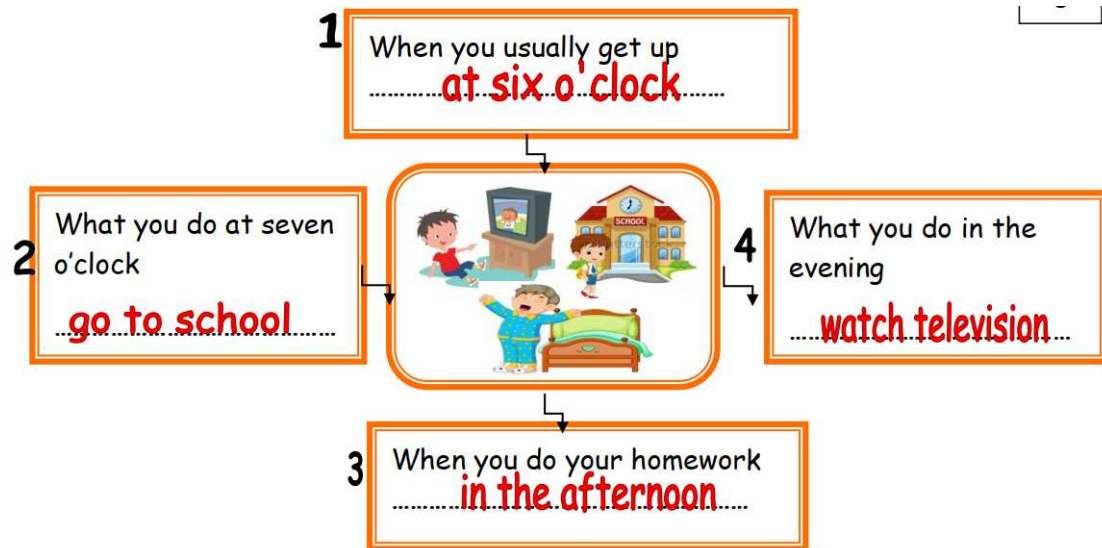 1
When you usually get up
at six o'clock
2
What you do at seven
o'clock
go to school
SCHOOL
4
What you do in the
evening
watch television
3
When you do your homework
in the afternoon